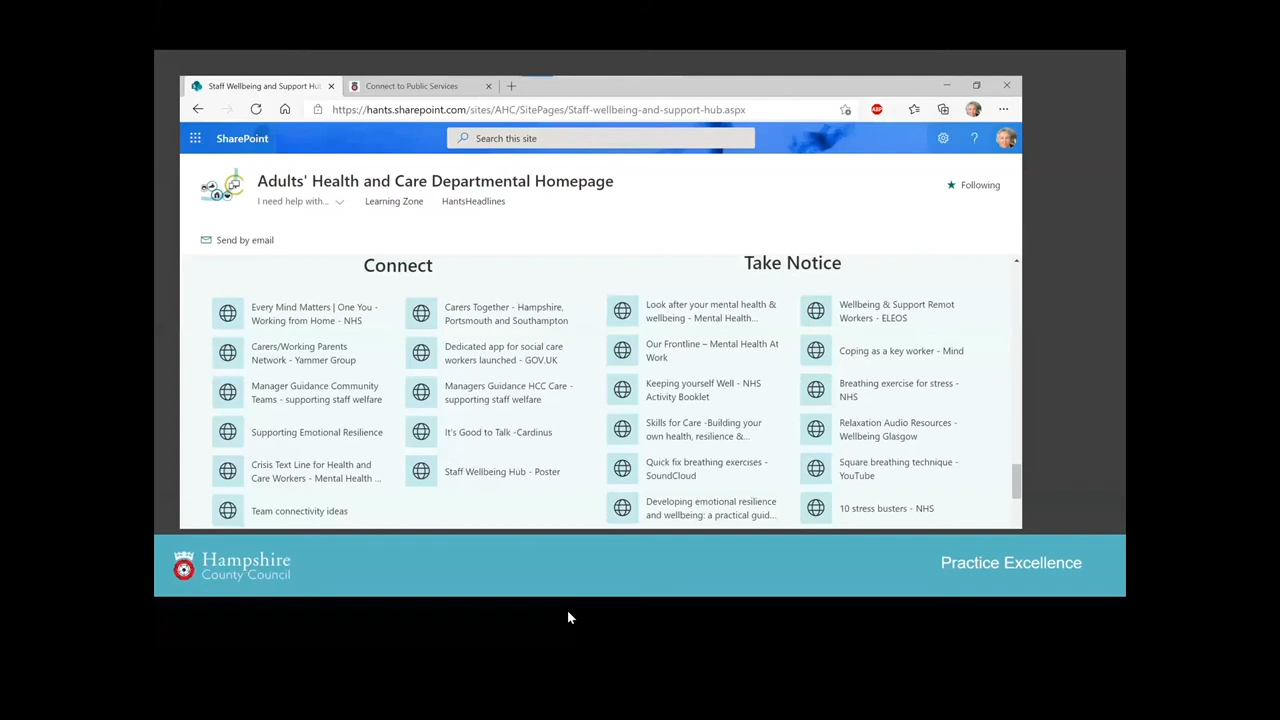 Staff Wellbeing and Support Hu
Connect to Public Services
https://hants.sharepoint.com/sites/AHC/SitePages/Staff-wellbeing-and-support-hub.aspx
ABP
SharePoint
Search this site
Adults' Health and Care Departmental Homepage
Following
I need help with...
Learning Zone
HantsHeadlines
Send by email
Connect
Every Mind Matters | One You -
Working from Home - NHS
Carers Together - Hampshire,
Portsmouth and Southampton
Carers/Working Parents
Network - Yammer Group
Dedicated app for social care
workers launched - GOV.UK
Manager Guidance Community
Teams - supporting staff welfare
Managers Guidance HCC Care -
supporting staff welfare
Supporting Emotional Resilience
It's Good to Talk -Cardinus
Crisis Text Line for Health and
Care Workers - Mental Health ...
Staff Wellbeing Hub - Poster
Team connectivity ideas
Take Notice
Look after your mental health &
wellbeing - Mental Health...
Wellbeing & Support Remot
Workers - ELEOS
Our Frontline – Mental Health At
Work
Coping as a key worker - Mind
Keeping yourself Well - NHS
Activity Booklet
Breathing exercise for stress -
NHS
Skills for Care -Building your
own health, resilience &...
Relaxation Audio Resources -
Wellbeing Glasgow
Quick fix breathing exercises -
SoundCloud
Square breathing technique -
YouTube
Developing emotional resilience
and wellbeing: a practical guid...
10 stress busters - NHS
Hampshire
County Council
Practice Excellence